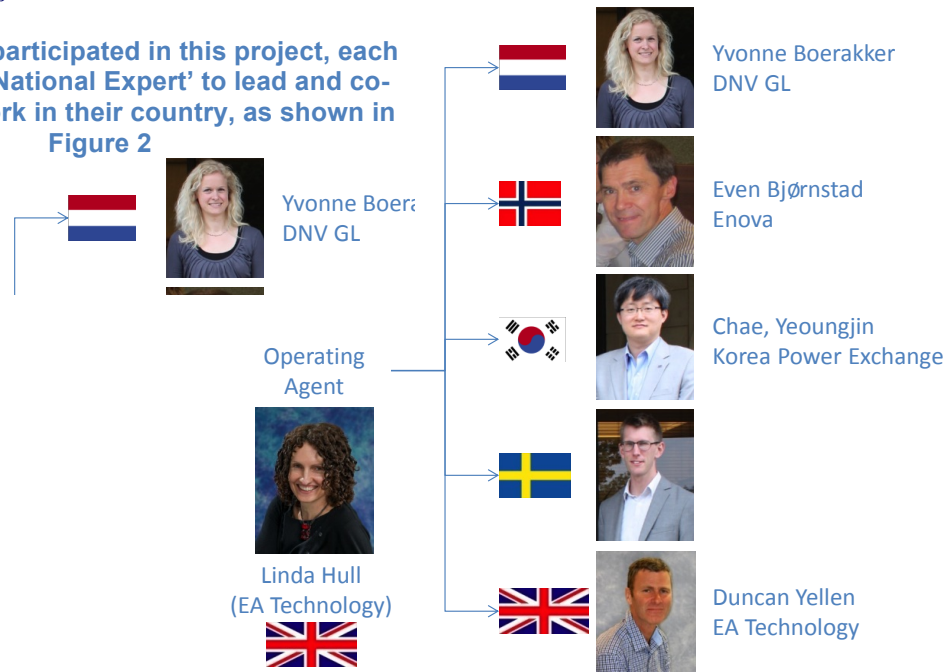 participated in this project, each
National Expert’ to lead and co-
rk in their country, as shown in
Figure 2
Yvonne Boera
DNV GL
Operating
Agent
Linda Hull
(EA Technology)
Yvonne Boerakker
DNV GL
Even Bjørnstad
Enova
Chae, Yeoungjin
Korea Power Exchange
Duncan Yellen
EA Technology